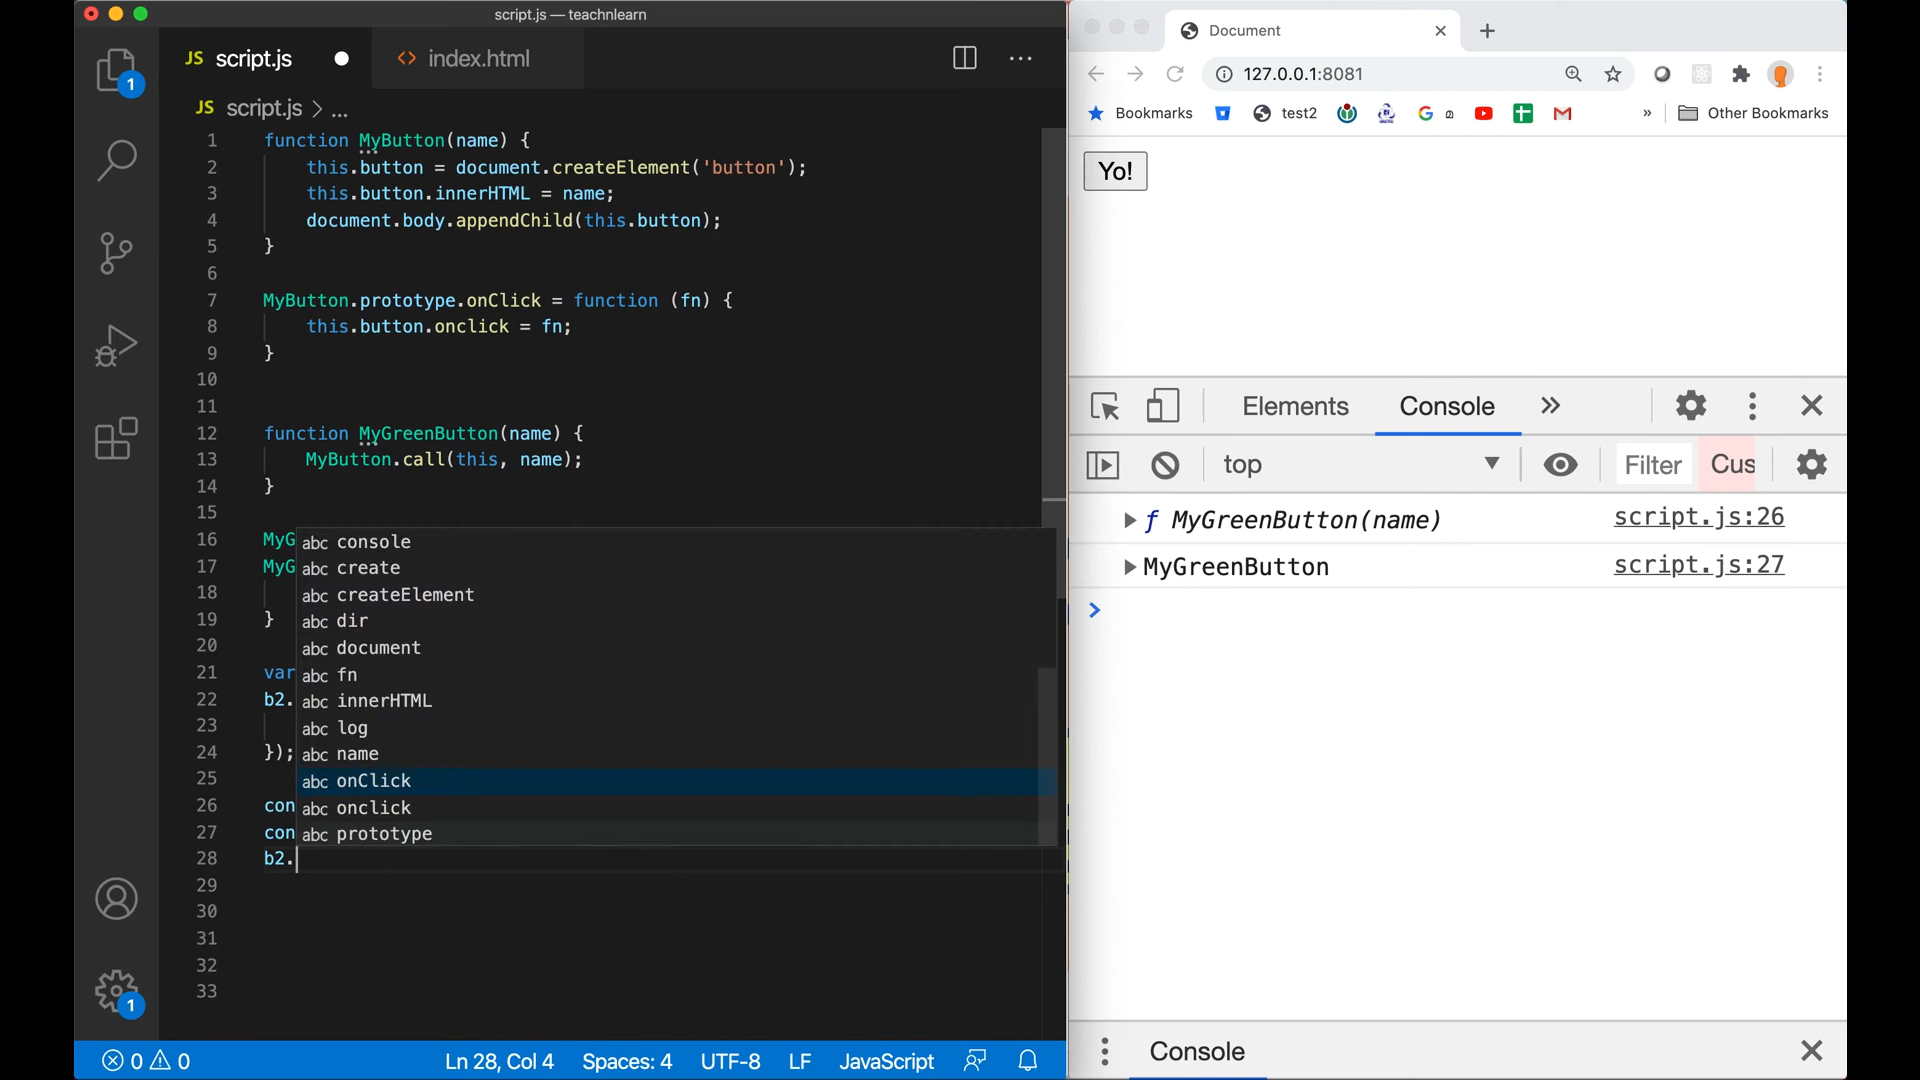 script.js — teachnlearn
JS script.js
<> index.html
JS script.js > ...
1 function MyButton(name) {
2 this.button = document.createElement('button');
3 this.button.innerHTML = name;
4 document.body.appendChild(this.button);
5 }
6
7 MyButton.prototype.onClick = function (fn) {
8 this.button.onclick = fn;
9 }
10
11
12 function MyGreenButton(name) {
13 MyButton.call(this, name);
14 }
15
16 MyG
17 MyG
18
19 }
20
21 var
22 b2.
23
24 });
25
26 con
27 con
28 b2.
29
30
31
32
33
abc console
abc create
abc createElement
abc dir
abc document
abc fn
abc innerHTML
abc log
abc name
abc onClick
abc onclick
abc prototype
1
1
0 0
Ln 28, Col 4
Spaces: 4
UTF-8
LF
JavaScript
Document
127.0.0.1:8081
Bookmarks
test2
»
Other Bookmarks
Yo!
Elements
Console
top
Filter
Cus
f MyGreenButton(name) script.js:26
MyGreenButton script.js:27
>
Console